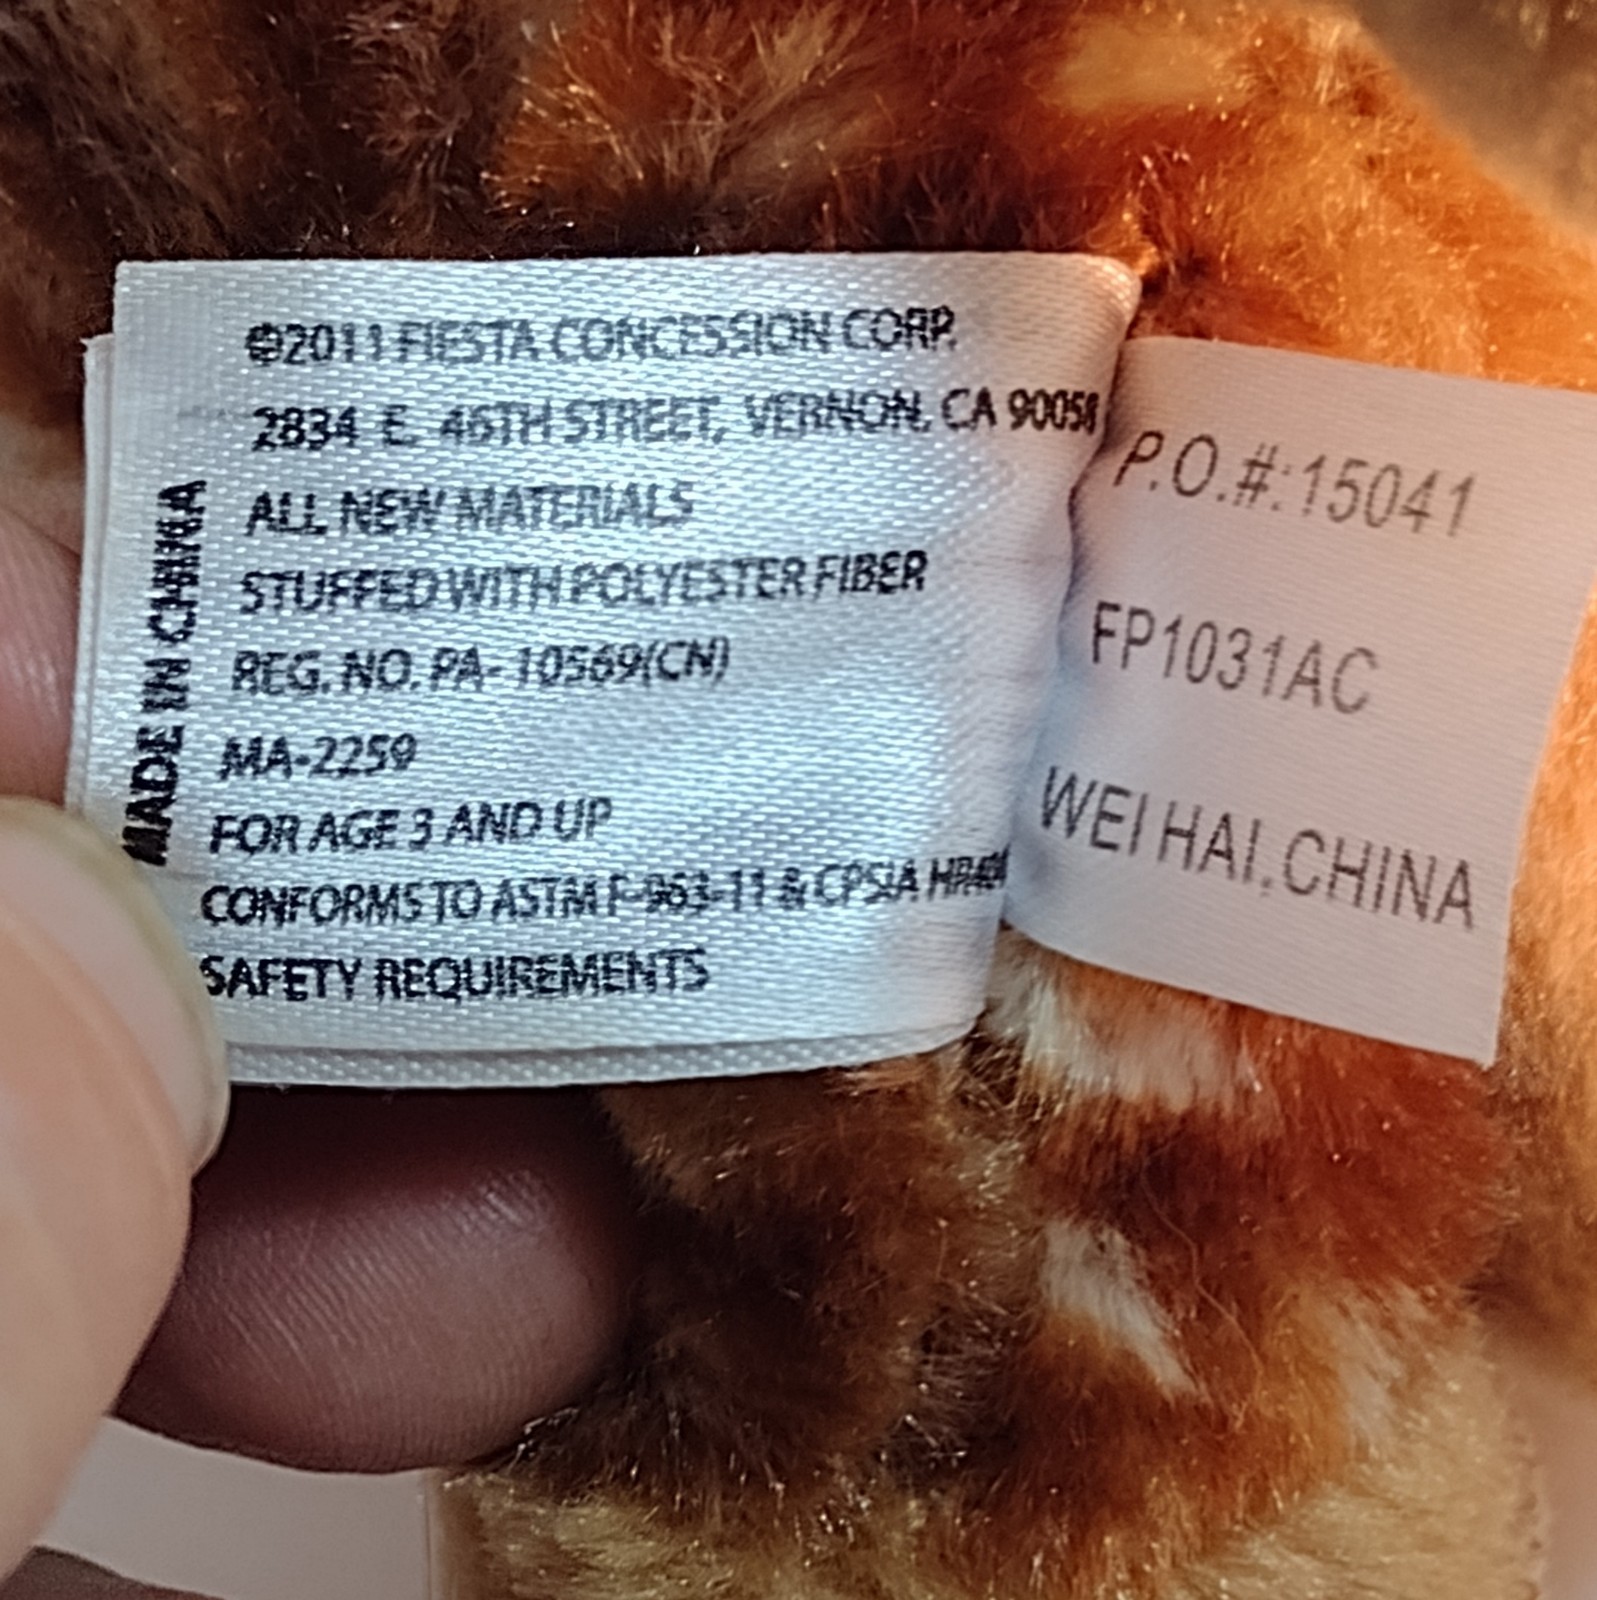 ©2011 FIESTA CONCESSION CORP.
2834 E. 46TH STREET, VERNON, CA 90058
ALL NEW MATERIALS
STUFFED WITH POLYESTER FIBER
REG. NO. PA-10569(CN)
MA-2259
FOR AGE 3 AND UP
CONFORMS TO ASTM F-963-11 & CPSIA
SAFETY REQUIREMENTS
MADE IN CHINA
P.O.#:15041
FP1031AC
WEI HAI,CHINA